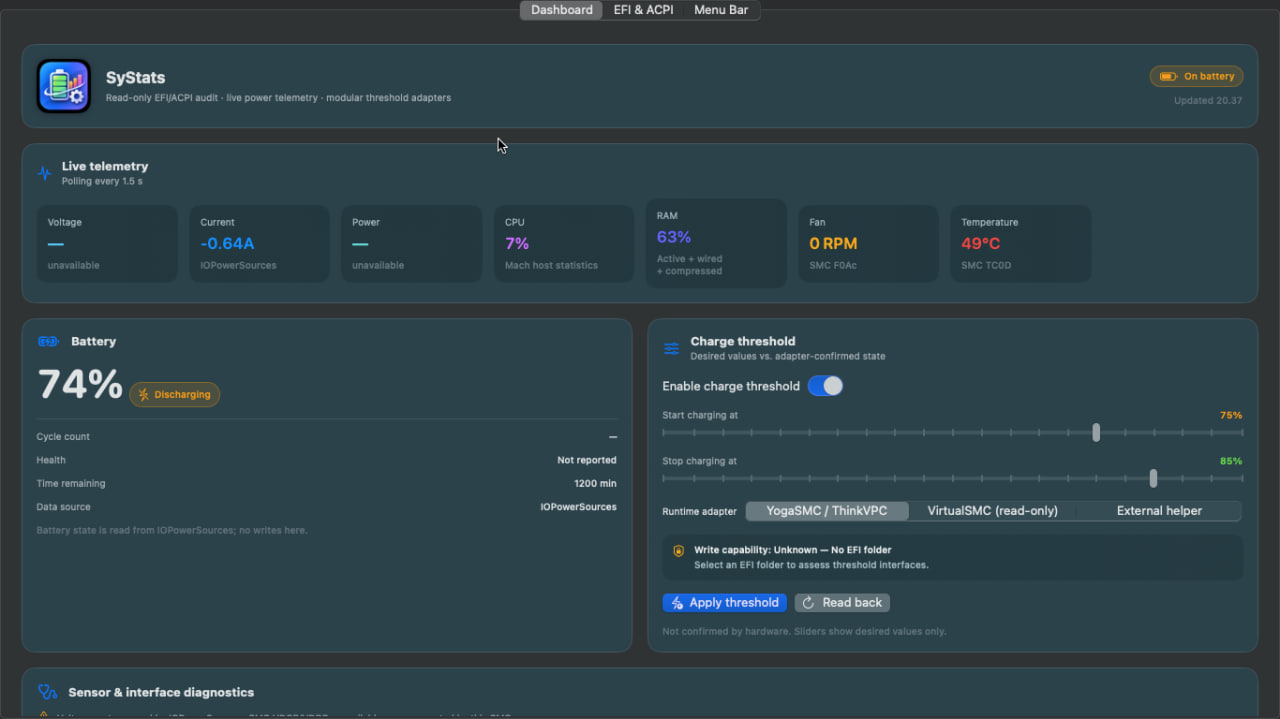 Dashboard EFI & ACPI Menu Bar
SyStats
Read-only EFI/ACPI audit · live power telemetry · modular threshold adapters
On battery
Updated 20.37
Live telemetry
Polling every 1.5 s
Voltage
—
unavailable
Current
-0.64A
IOPowerSources
Power
—
unavailable
CPU
7%
Mach host statistics
RAM
63%
Active + wired
+ compressed
Fan
0 RPM
SMC F0Ac
Temperature
49°C
SMC TC0D
Battery
74%
Discharging
Cycle count —
Health Not reported
Time remaining 1200 min
Data source IOPowerSources
Battery state is read from IOPowerSources; no writes here.
Charge threshold
Desired values vs. adapter-confirmed state
Enable charge threshold
Start charging at 75%
Stop charging at 85%
Runtime adapter YogaSMC / ThinkVPC VirtualSMC (read-only) External helper
Write capability: Unknown — No EFI folder
Select an EFI folder to assess threshold interfaces.
Apply threshold Read back
Not confirmed by hardware. Sliders show desired values only.
Sensor & interface diagnostics